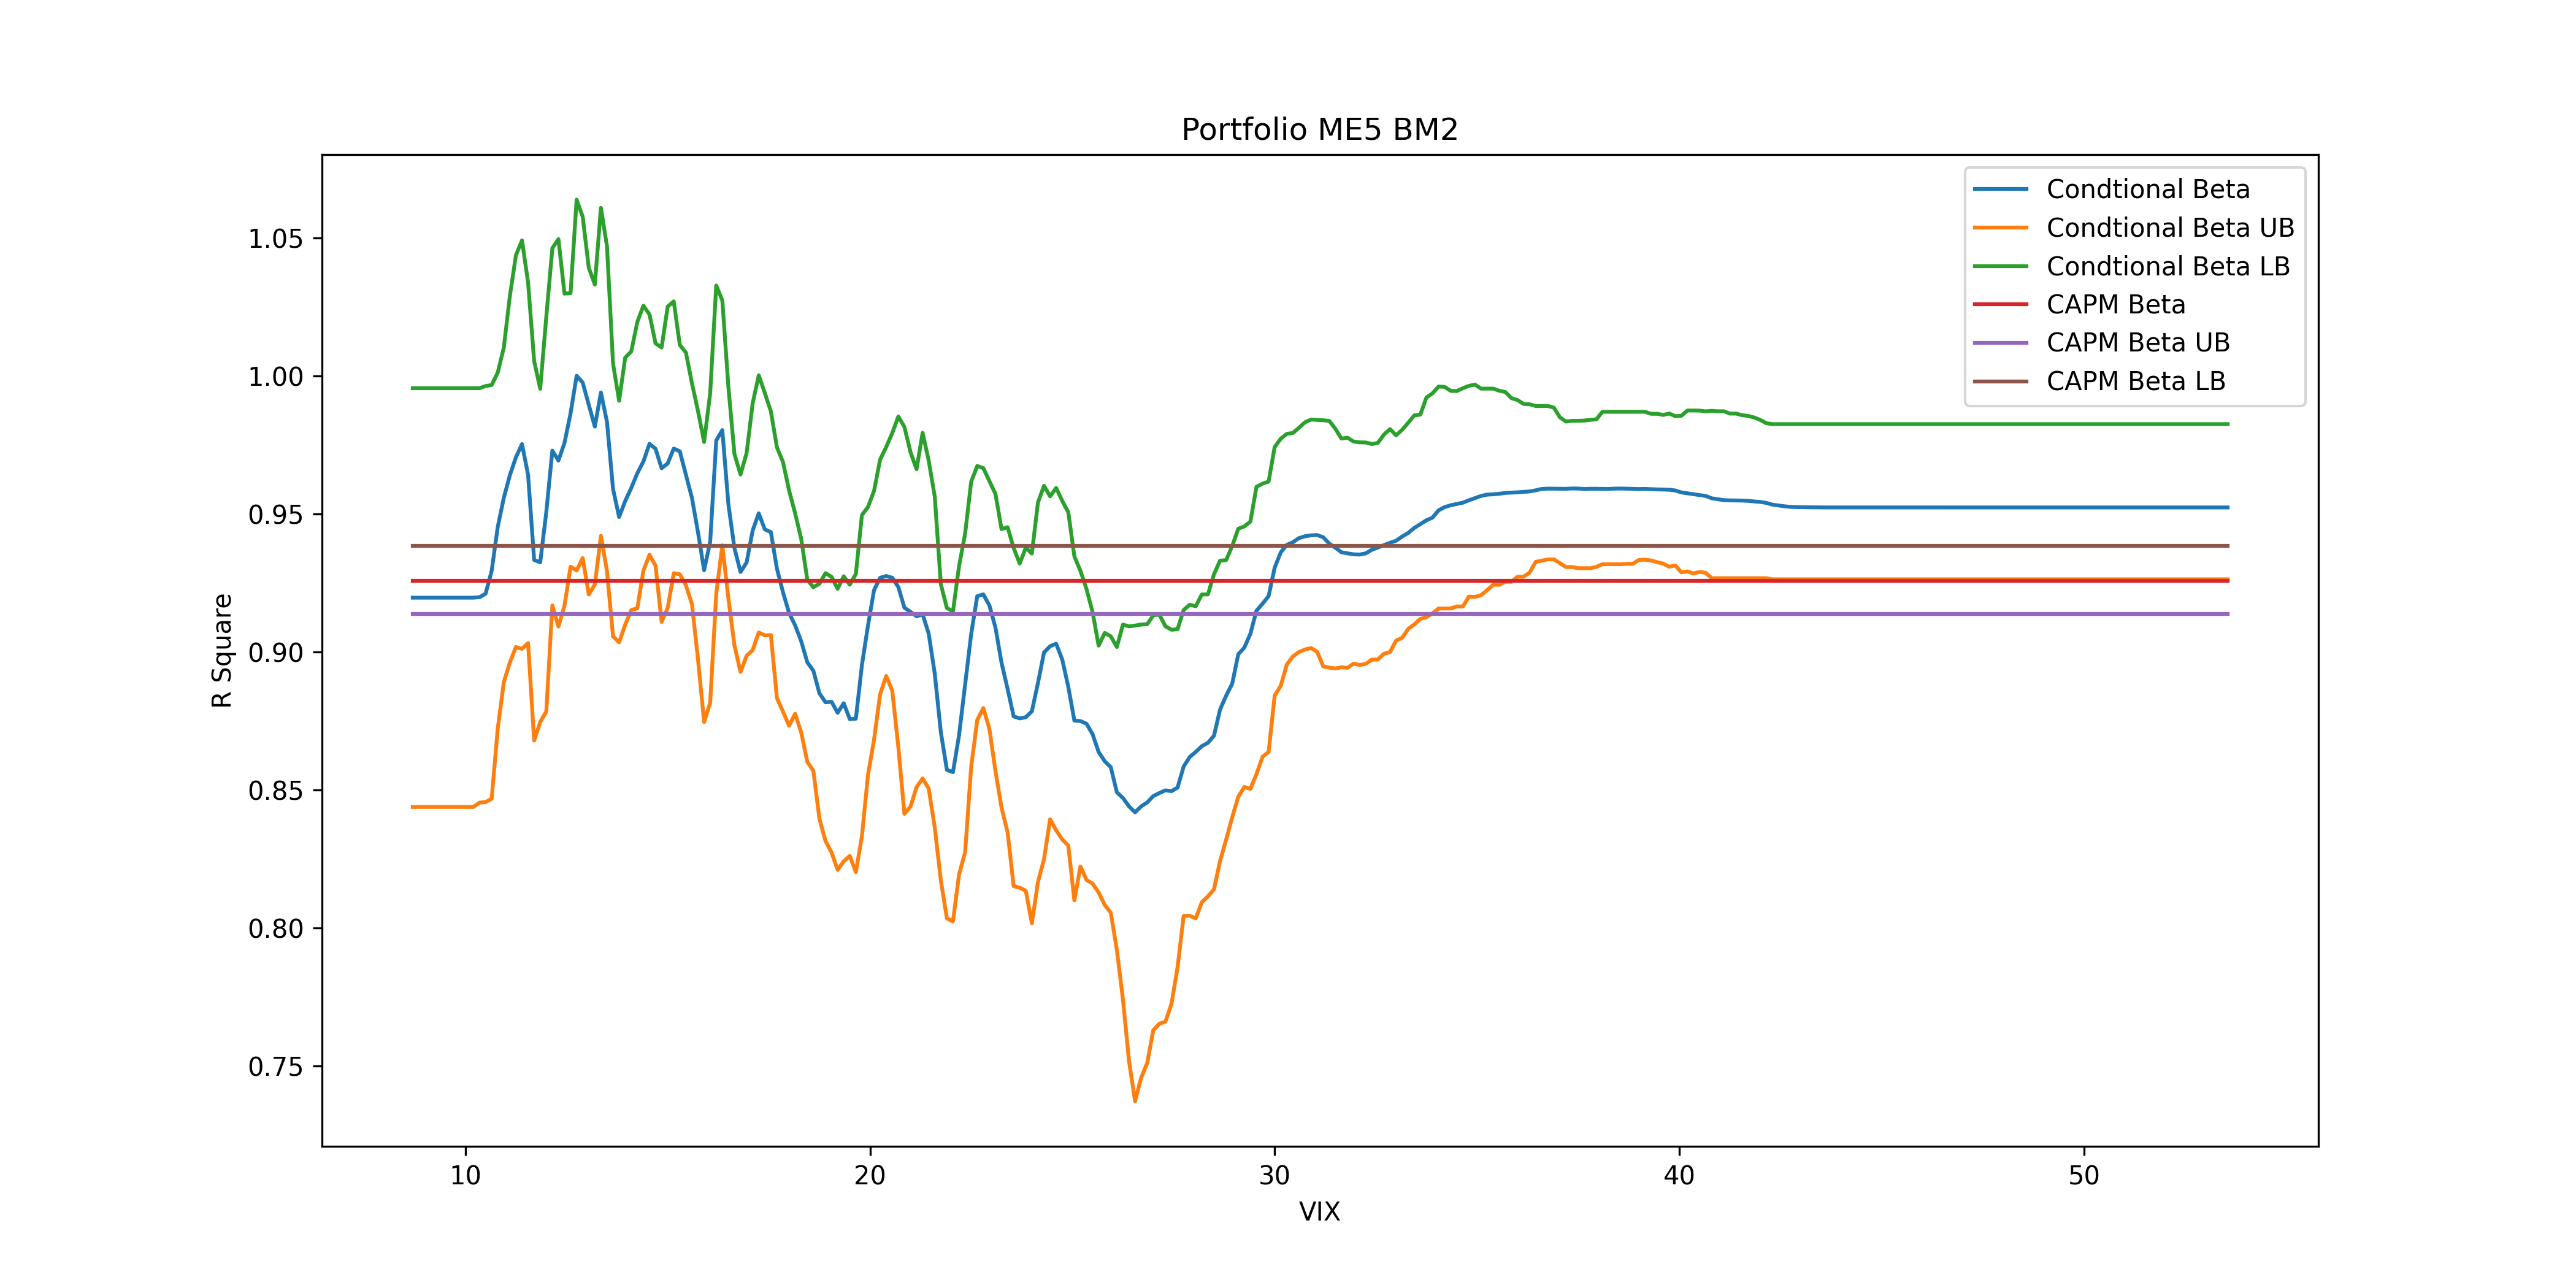 Portfolio ME5 BM2
Condtional Beta
Condtional Beta UB
Condtional Beta LB
CAPM Beta
CAPM Beta UB
CAPM Beta LB
1.05
1.00
0.95
0.90
0.85
0.80
0.75
R Square
10 20 30 40 50
VIX